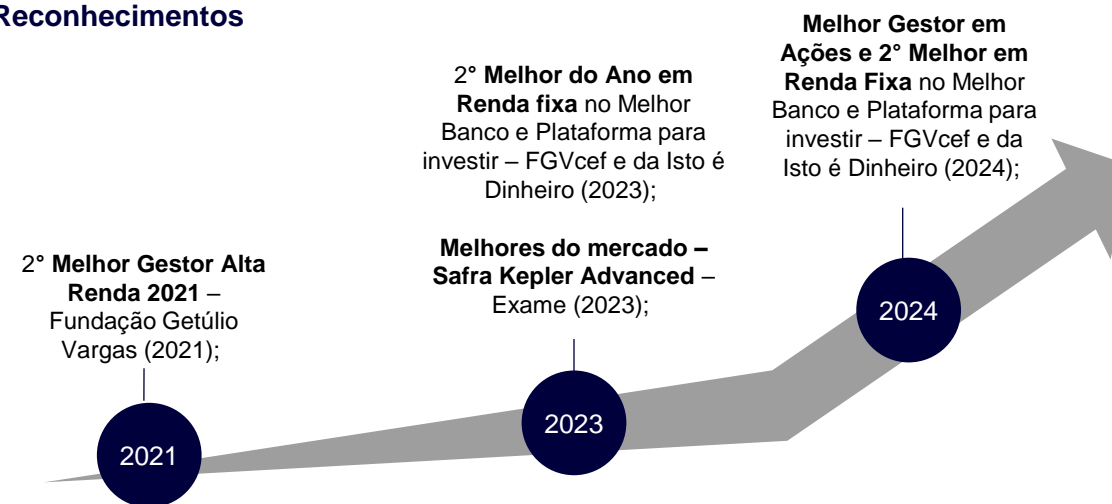 Reconhecimentos
2° Melhor Gestor Alta
Renda 2021 –
Fundação Getúlio
Vargas (2021);
2021
2° Melhor do Ano em
Renda fixa no Melhor
Banco e Plataforma para
investir – FGVcef e da Isto é
Dinheiro (2023);
Melhores do mercado –
Safra Kepler Advanced –
Exame (2023);
2023
Melhor Gestor em
Ações e 2° Melhor em
Renda Fixa no Melhor
Banco e Plataforma para
investir – FGVcef e da
Isto é Dinheiro (2024);
2024